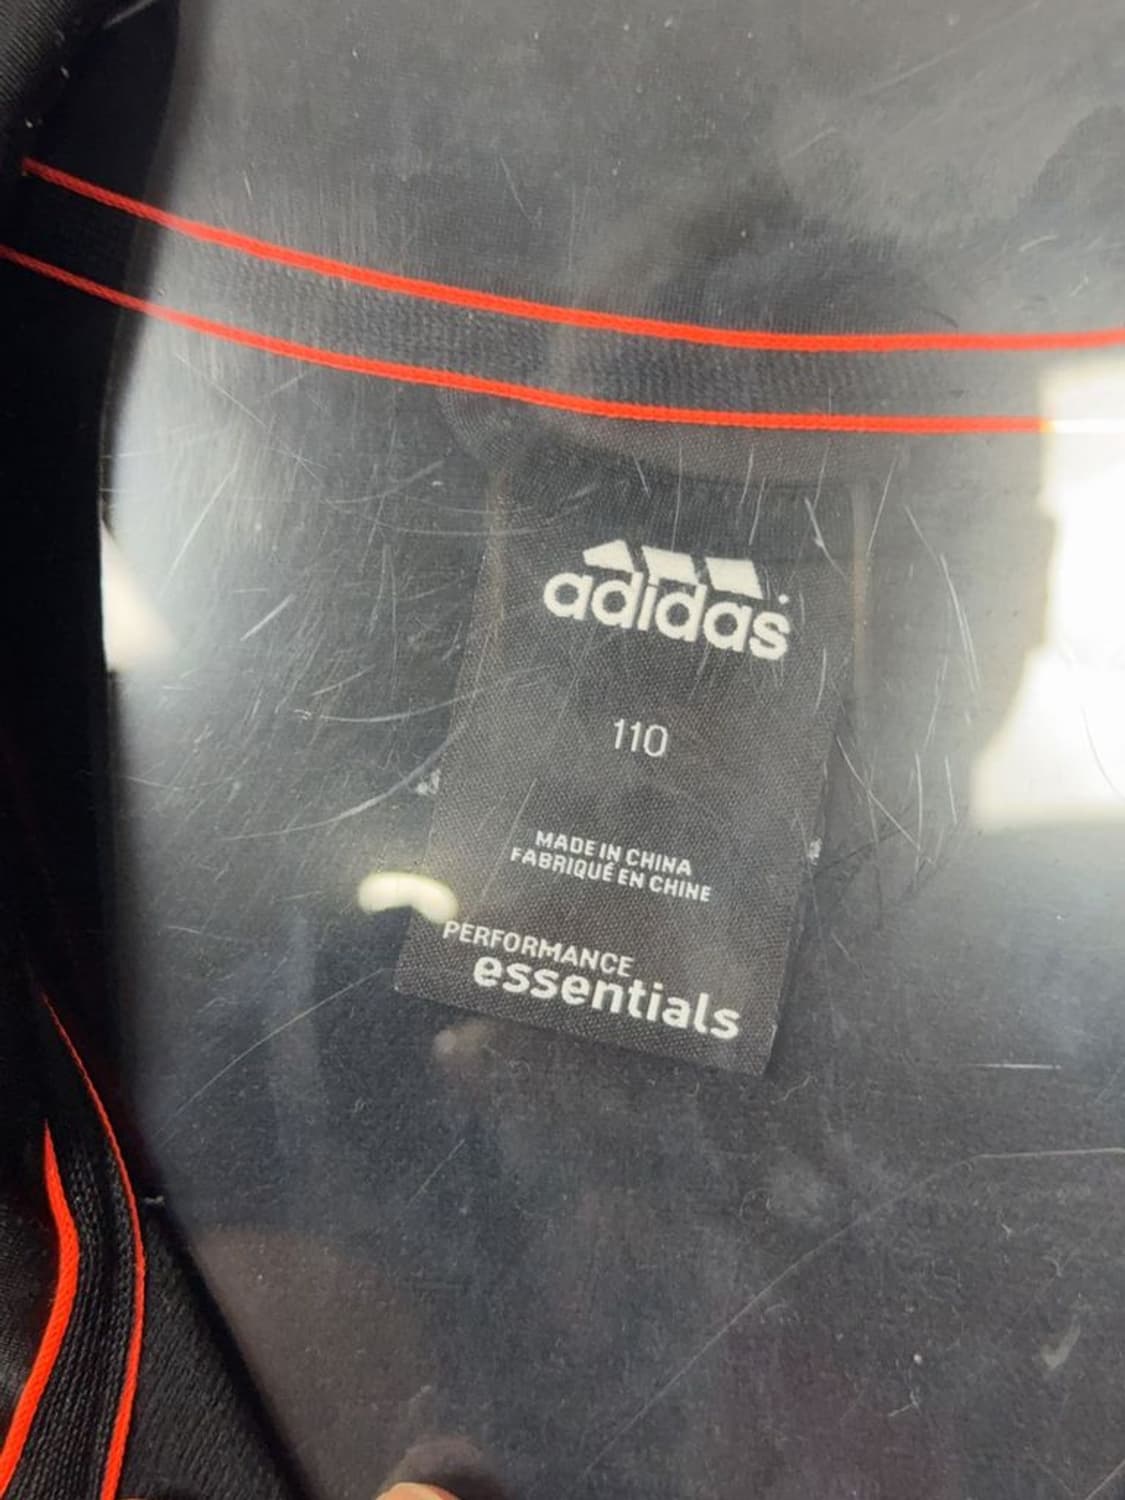 adidas
110
MADE IN CHINA
FABRIQUÉ EN CHINE
PERFORMANCE
essentials